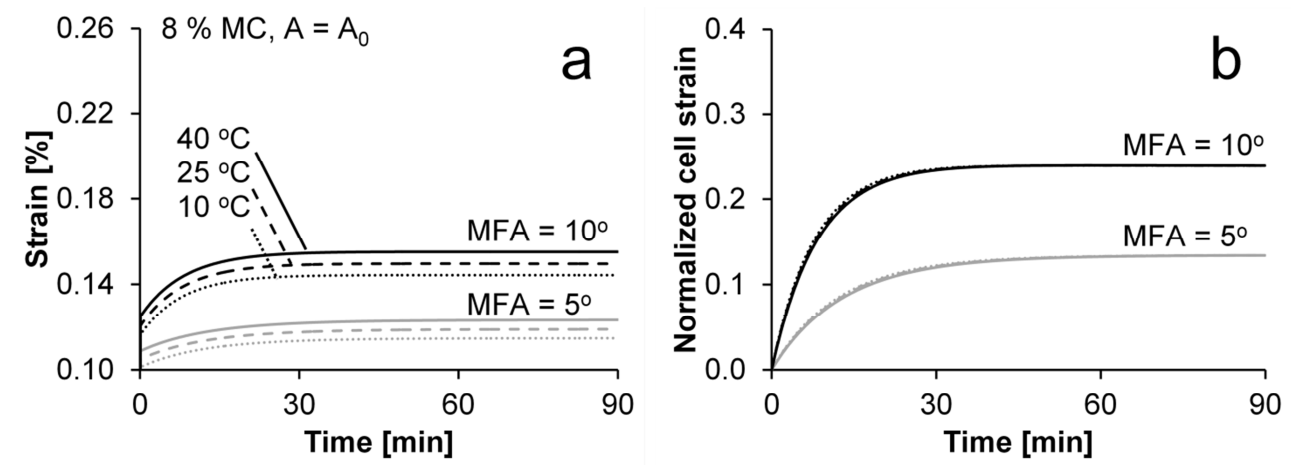 0.26
8 % MC, A = A₀
a
0.22
40 ᵒC
25 ᵒC
10 ᵒC
0.18
Strain [%]
MFA = 10ᵒ
0.14
MFA = 5ᵒ
0.10
0
30
60
90
Time [min]
0.4
b
0.3
MFA = 10ᵒ
Normalized cell strain
0.2
MFA = 5ᵒ
0.1
0.0
0
30
60
90
Time [min]